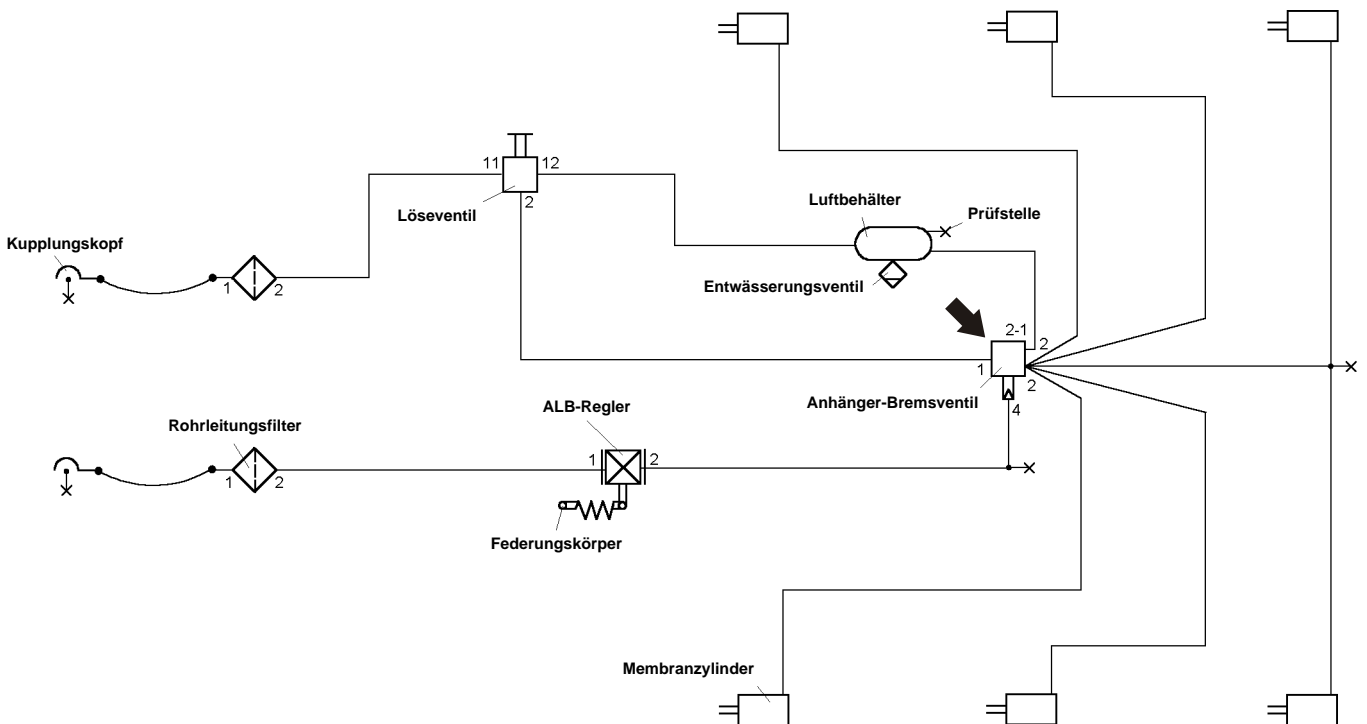 11
12
2
Löseventil
Luftbehälter
Prüfstelle
Kupplungskopf
1
2
Entwässerungsventil
2-1
2
1
2
4
Anhänger-Bremsventil
ALB-Regler
Rohrleitungsfilter
1
2
1
2
Federungskörper
Membranzylinder